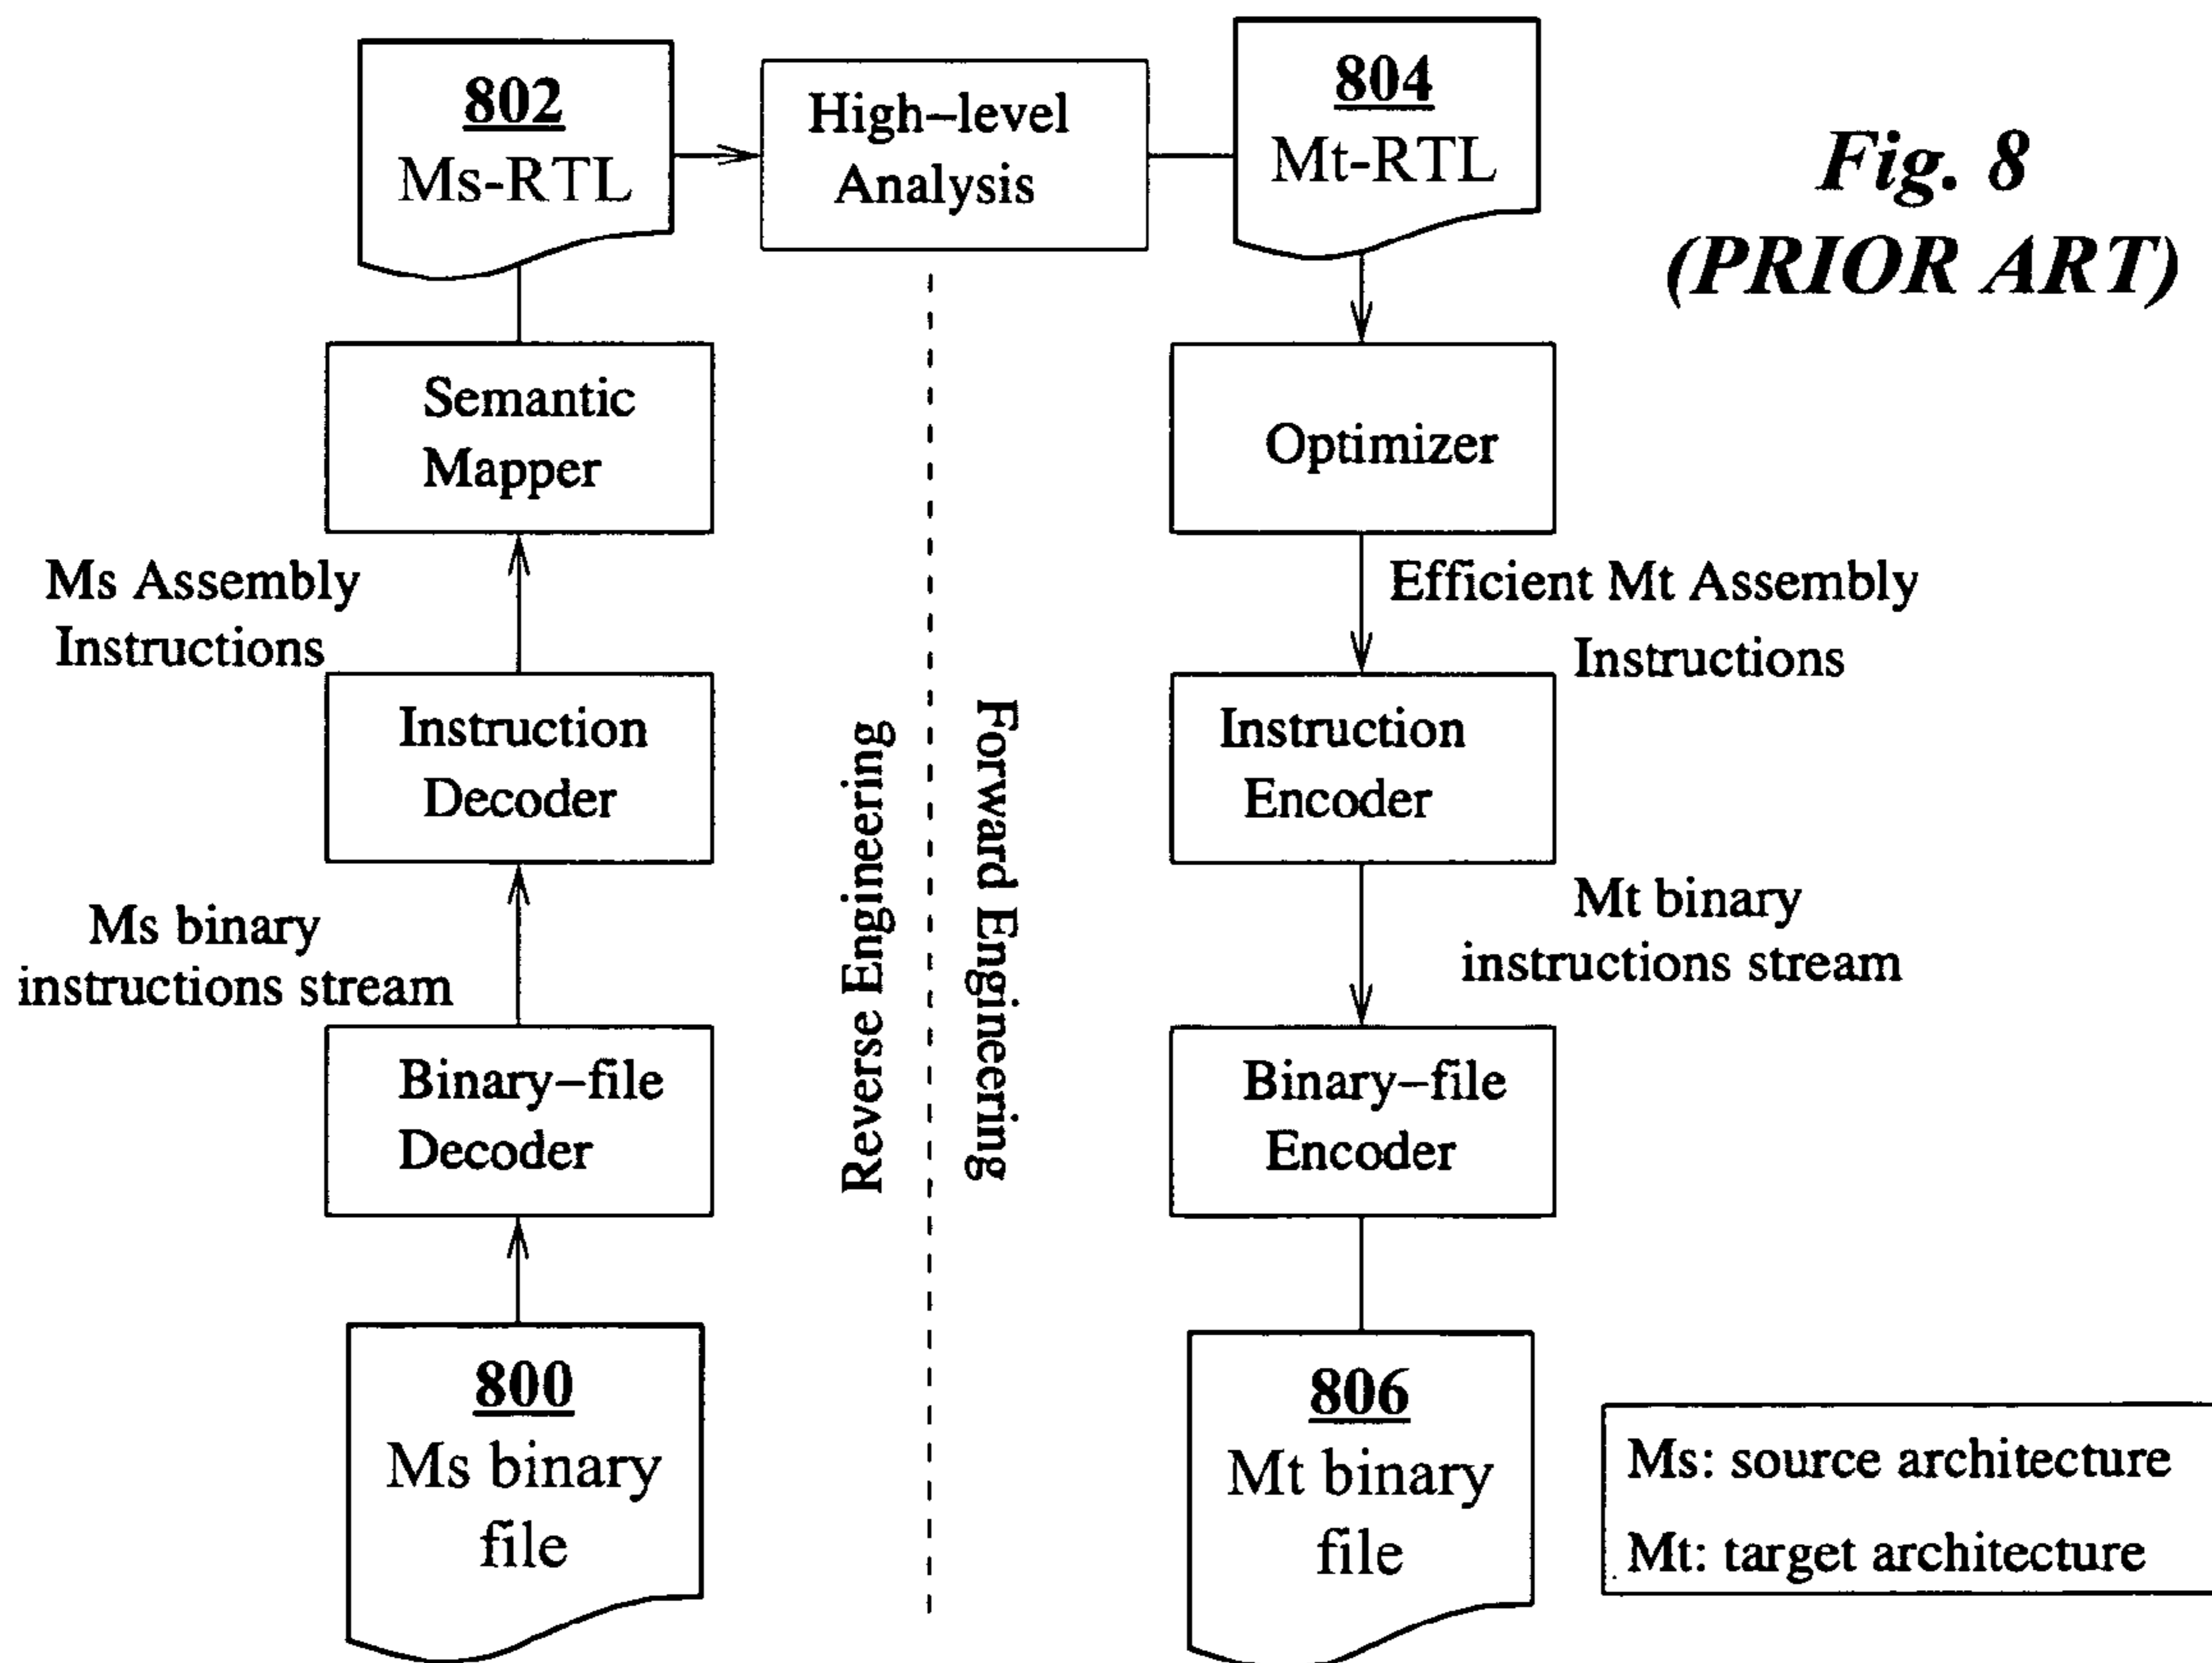 802
Ms-RTL
High–level
Analysis
804
Mt-RTL
Fig. 8
(PRIOR ART)
Semantic
Mapper
Optimizer
Ms Assembly
Instructions
Efficient Mt Assembly
Instructions
Instruction
Decoder
Reverse Engineering
Forward Engineering
Instruction
Encoder
Ms binary
instructions stream
Mt binary
instructions stream
Binary–file
Decoder
Binary–file
Encoder
800
Ms binary
file
806
Mt binary
file
Ms: source architecture
Mt: target architecture